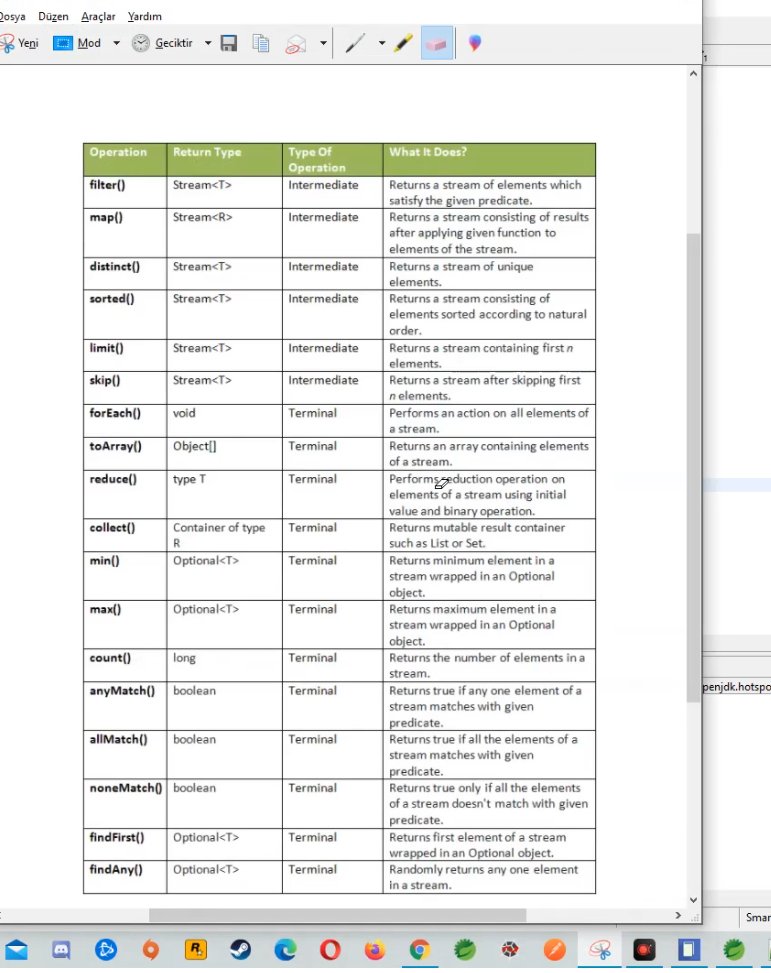 Dosya Düzen Araçlar Yardım
Yeni Mod Geciktir
Operation Return Type Type Of Operation What It Does?
filter() Stream<T> Intermediate Returns a stream of elements which
satisfy the given predicate.
map() Stream<R> Intermediate Returns a stream consisting of results
after applying given function to
elements of the stream.
distinct() Stream<T> Intermediate Returns a stream of unique
elements.
sorted() Stream<T> Intermediate Returns a stream consisting of
elements sorted according to natural
order.
limit() Stream<T> Intermediate Returns a stream containing first n
elements.
skip() Stream<T> Intermediate Returns a stream after skipping first
n elements.
forEach() void Terminal Performs an action on all elements of
a stream.
toArray() Object[] Terminal Returns an array containing elements
of a stream.
reduce() type T Terminal Performs reduction operation on
elements of a stream using initial
value and binary operation.
collect() Container of type R Terminal Returns mutable result container
such as List or Set.
min() Optional<T> Terminal Returns minimum element in a
stream wrapped in an Optional
object.
max() Optional<T> Terminal Returns maximum element in a
stream wrapped in an Optional
object.
count() long Terminal Returns the number of elements in a
stream.
anyMatch() boolean Terminal Returns true if any one element of a
stream matches with given
predicate.
allMatch() boolean Terminal Returns true if all the elements of a
stream matches with given
predicate.
noneMatch() boolean Terminal Returns true only if all the elements
of a stream doesn't match with given
predicate.
findFirst() Optional<T> Terminal Returns first element of a stream
wrapped in an Optional object.
findAny() Optional<T> Terminal Randomly returns any one element
in a stream.
penjdk.hotspo
Smar